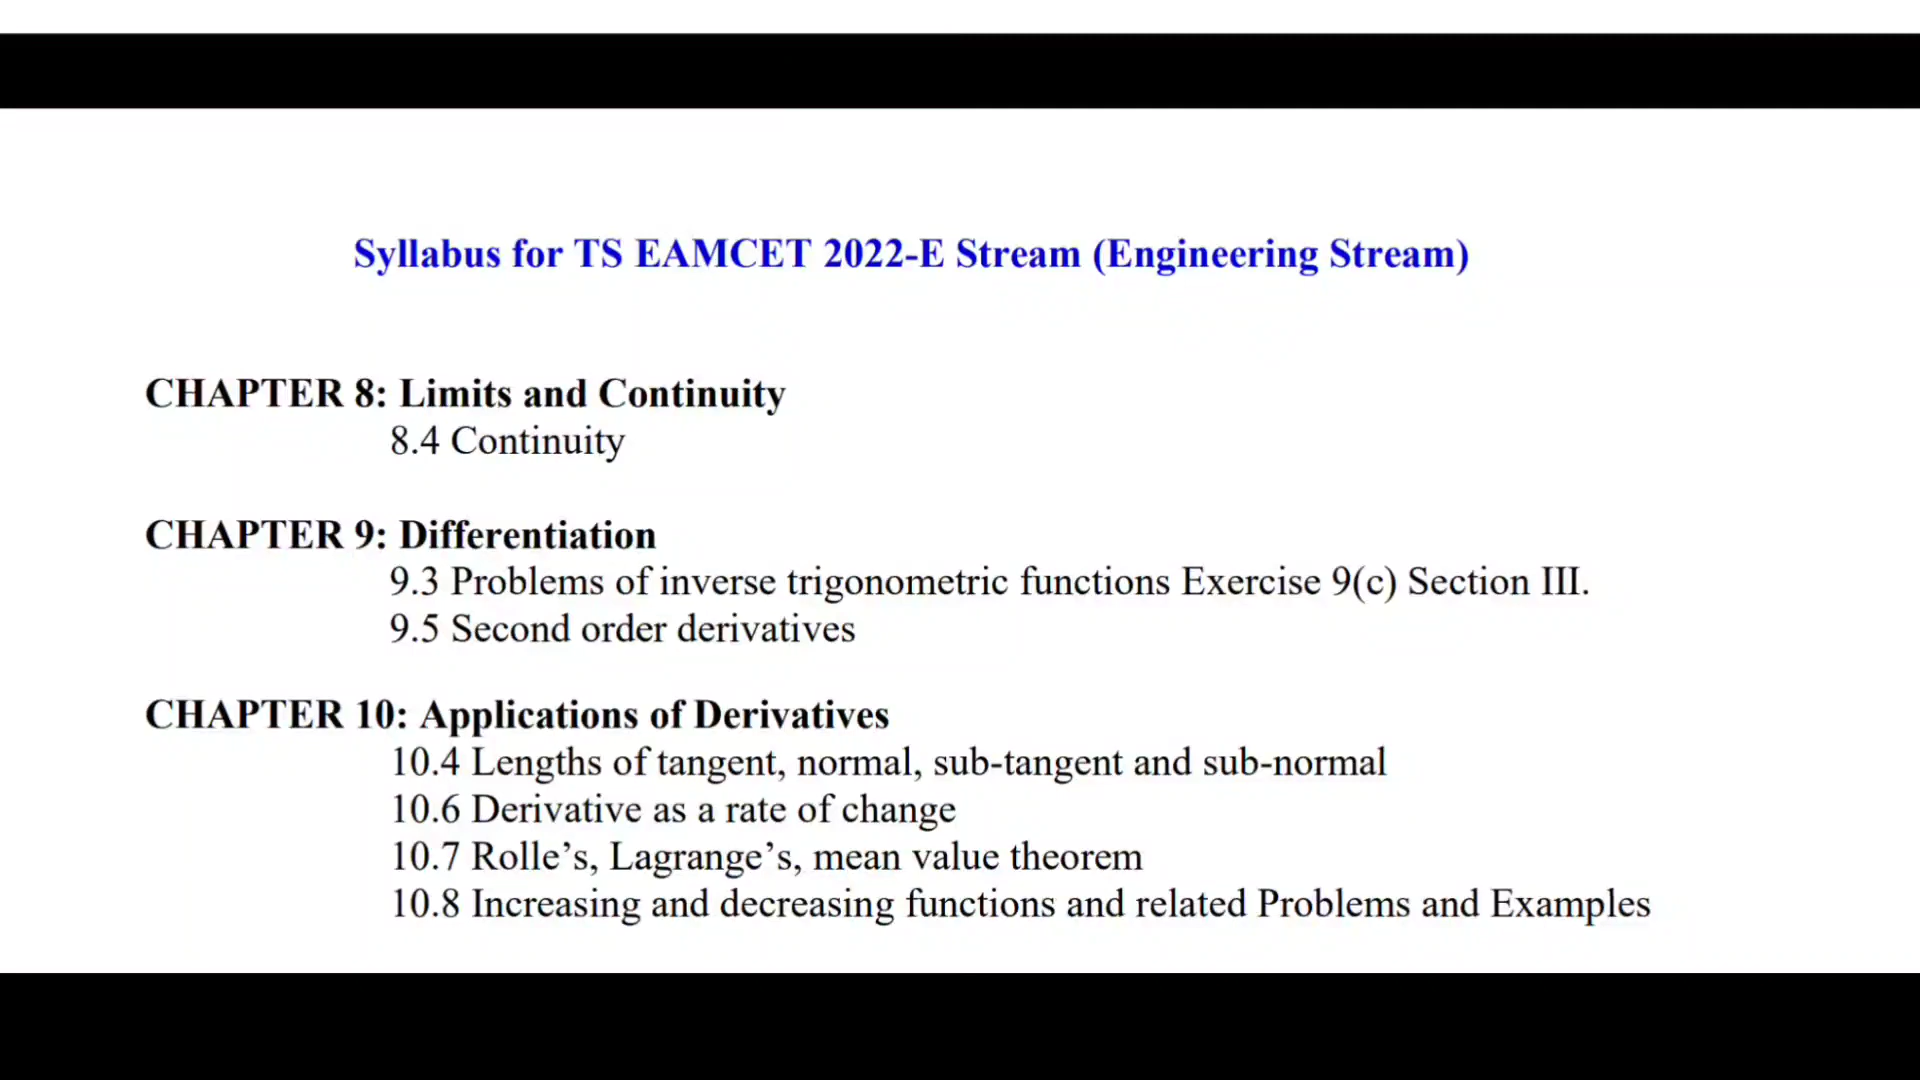 Syllabus for TS EAMCET 2022-E Stream (Engineering Stream)
CHAPTER 8: Limits and Continuity
8.4 Continuity
CHAPTER 9: Differentiation
9.3 Problems of inverse trigonometric functions Exercise 9(c) Section III.
9.5 Second order derivatives
CHAPTER 10: Applications of Derivatives
10.4 Lengths of tangent, normal, sub-tangent and sub-normal
10.6 Derivative as a rate of change
10.7 Rolle’s, Lagrange’s, mean value theorem
10.8 Increasing and decreasing functions and related Problems and Examples